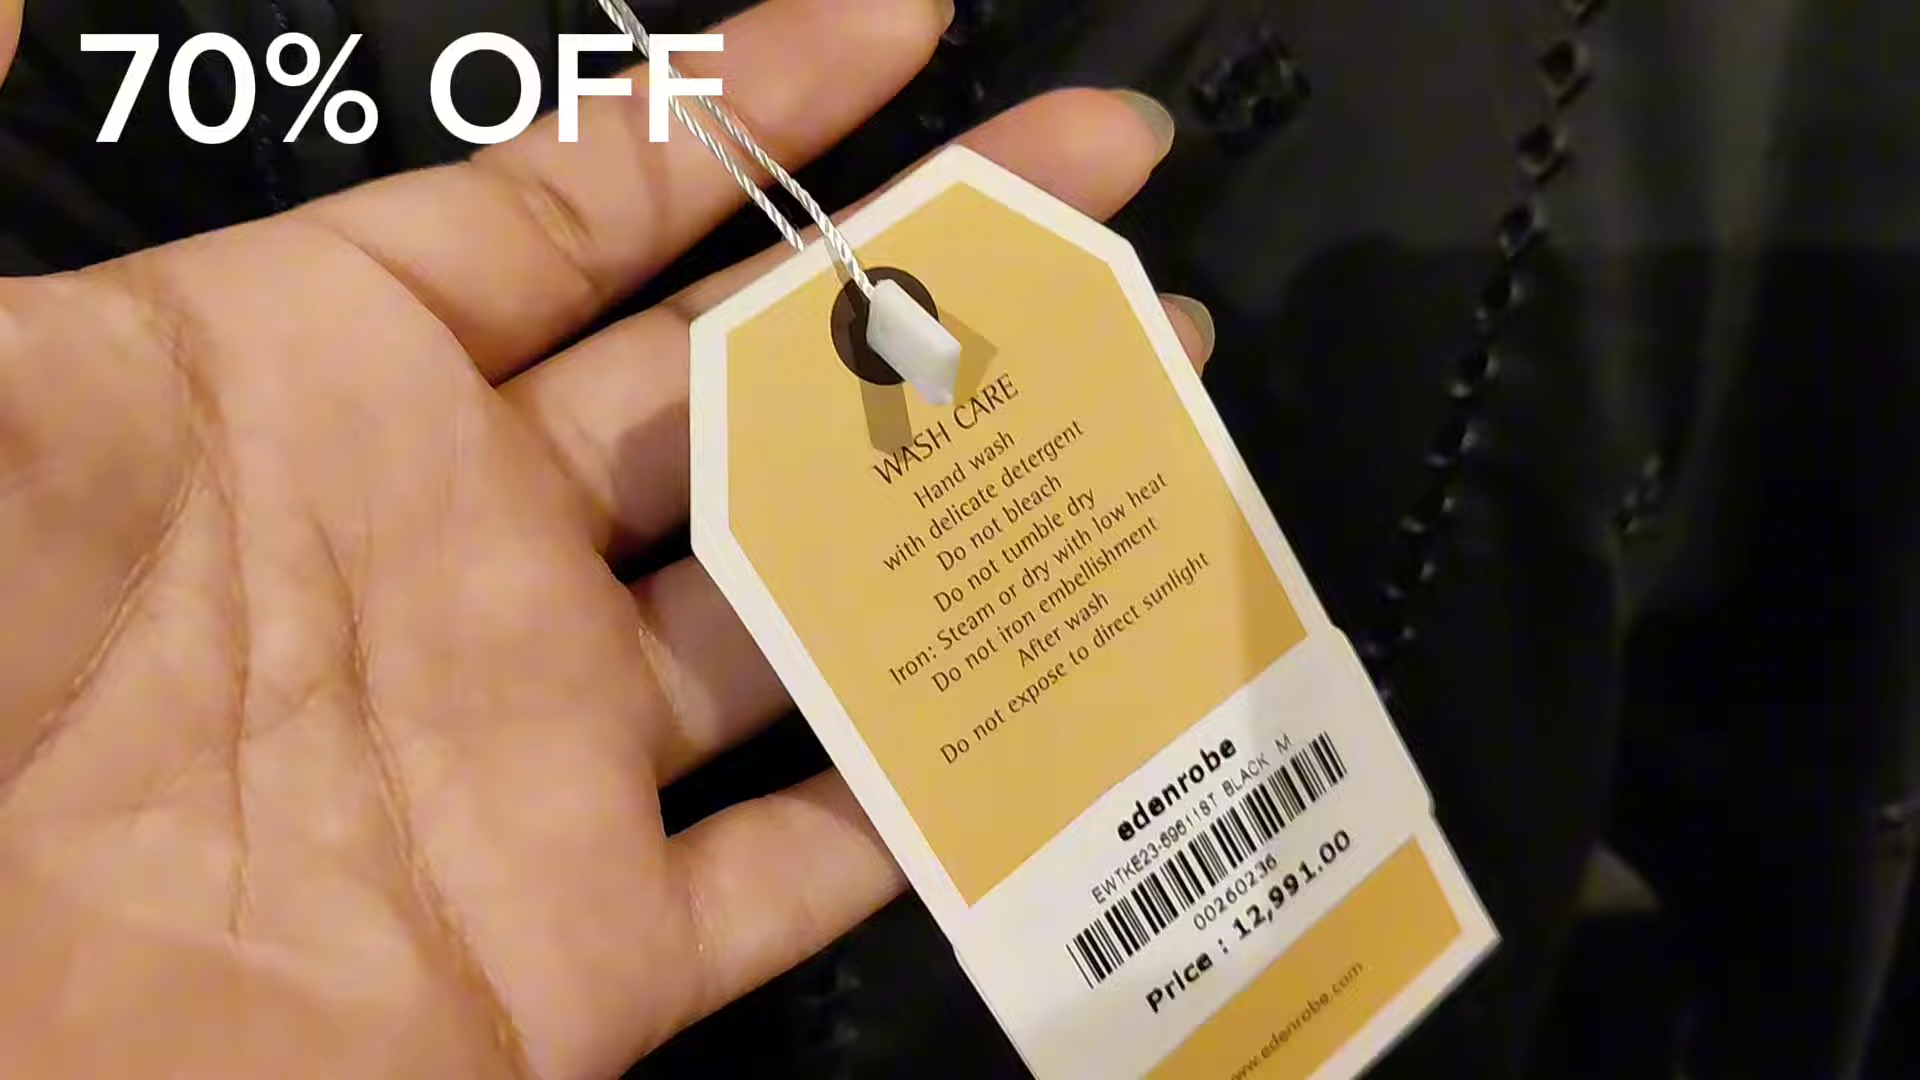 70% OFF
WASH CARE
Hand wash
with delicate detergent
Do not bleach
Do not tumble dry
Iron: Steam or dry with low heat
Do not iron embellishment
After wash
Do not expose to direct sunlight
edenrobe
EWTKE23-69611ST BLACK M
00260236
Price : 12,991.00
www.edenrobe.com